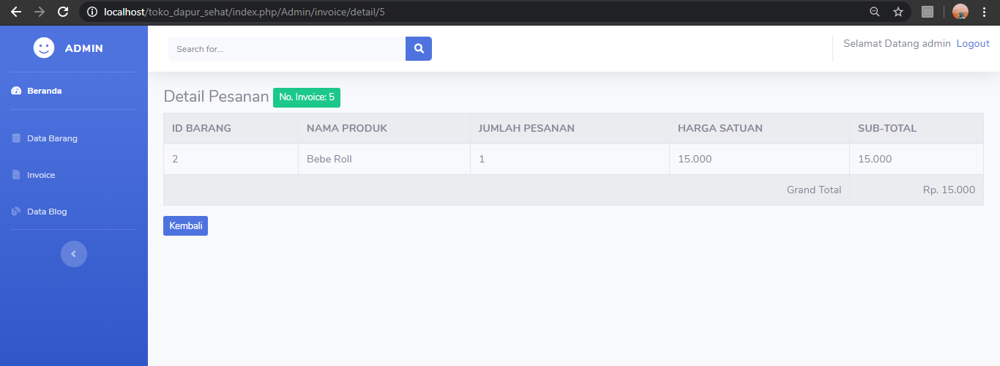 localhost/toko_dapur_sehat/index.php/Admin/invoice/detail/5
ADMIN
Search for...
Selamat Datang admin Logout
Beranda
Data Barang
Invoice
Data Blog
Detail Pesanan No. Invoice: 5
ID BARANG NAMA PRODUK JUMLAH PESANAN HARGA SATUAN SUB-TOTAL
2 Bebe Roll 1 15.000 15.000
Grand Total Rp. 15.000
Kembali